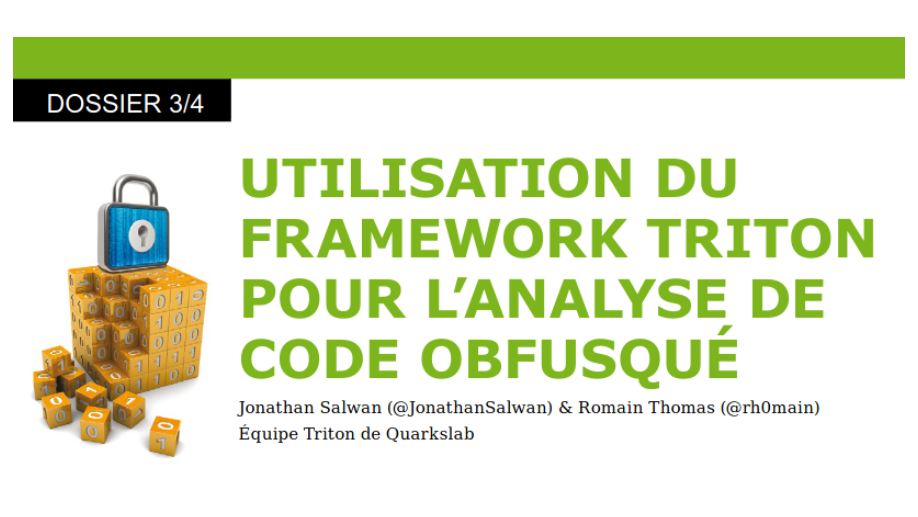 DOSSIER 3/4
UTILISATION DU
FRAMEWORK TRITON
POUR L’ANALYSE DE
CODE OBFUSQUÉ
Jonathan Salwan (@JonathanSalwan) & Romain Thomas (@rh0main)
Équipe Triton de Quarkslab